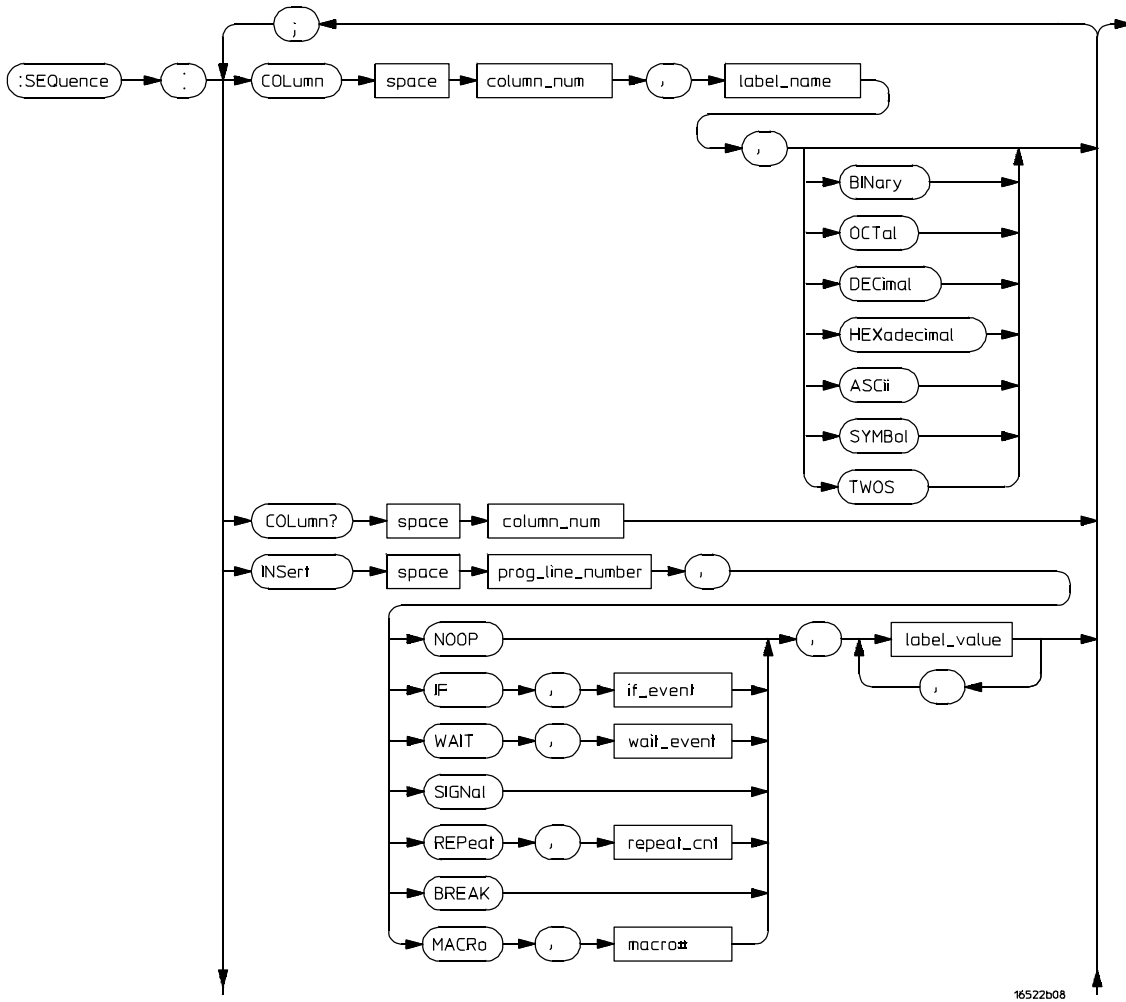 ;
:SEQuence : COLumn space column_num , label_name
,
BINary
OCTal
DECimal
HEXadecimal
ASCii
SYMBol
TWOS
COLumn? space column_num
INSert space prog_line_number ,
NOOP , label_value
IF , if_event ,
WAIT , wait_event
SIGNal
REPeat , repeat_cnt
BREAK
MACRo , macro#
16522b08